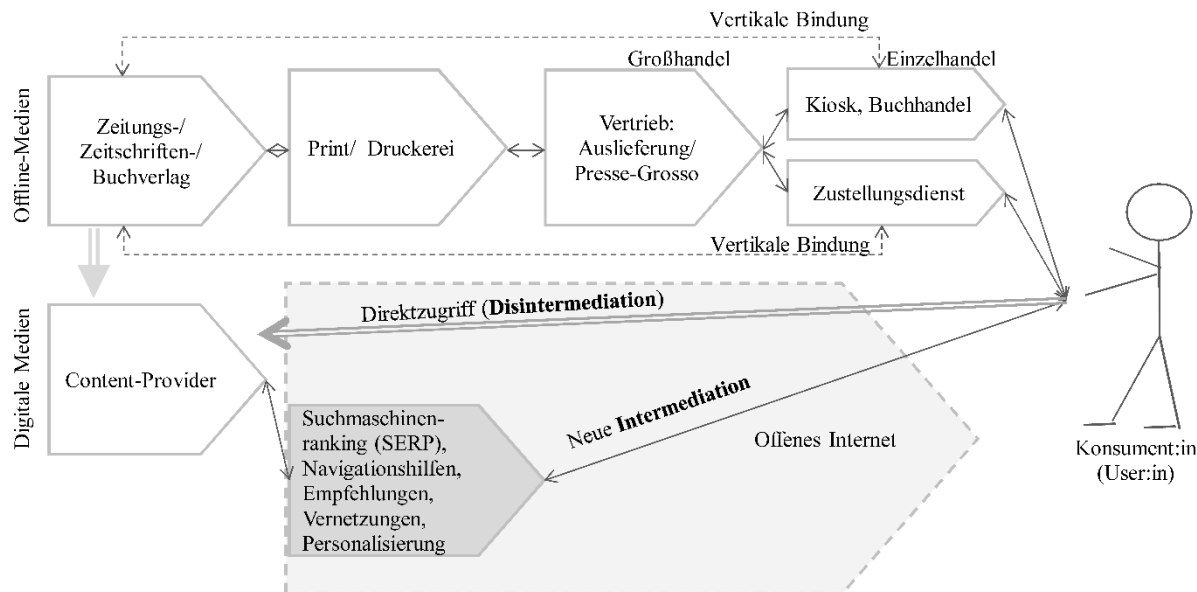 Vertikale Bindung
Großhandel
Einzelhandel
Offline-Medien
Zeitungs-/
Zeitschriften-/
Buchverlag
Print/ Druckerei
Vertrieb:
Auslieferung/
Presse-Grosso
Kiosk, Buchhandel
Zustellungsdienst
Vertikale Bindung
Digitale Medien
Content-Provider
Direktzugriff (Disintermediation)
Suchmaschinen-
ranking (SERP),
Navigationshilfen,
Empfehlungen,
Vernetzungen,
Personalisierung
Neue Intermediation
Offenes Internet
Konsument:in
(User:in)